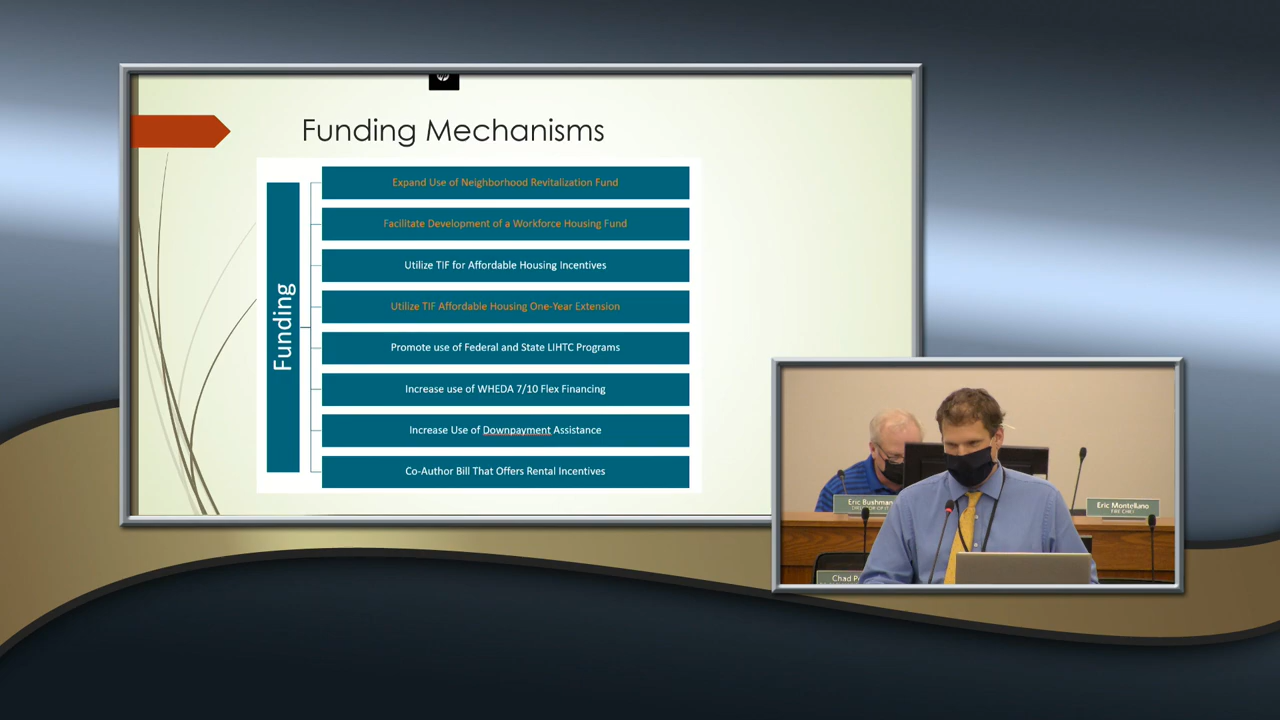 Funding Mechanisms
Funding
Expand Use of Neighborhood Revitalization Fund
Facilitate Development of a Workforce Housing Fund
Utilize TIF for Affordable Housing Incentives
Utilize TIF Affordable Housing One-Year Extension
Promote use of Federal and State LIHTC Programs
Increase use of WHEDA 7/10 Flex Financing
Increase Use of Downpayment Assistance
Co-Author Bill That Offers Rental Incentives
Eric Bushman
Eric Montellano
FIRE CHIEF
Chad